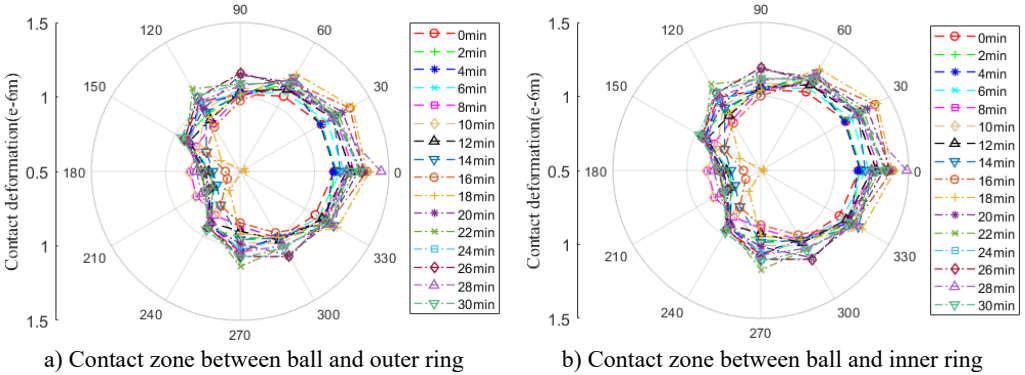 1.5
1
0.5
1
1.5
Contact deformation(e-6m)
90
60
30
0
330
300
270
240
210
180
150
120
0min
2min
4min
6min
8min
10min
12min
14min
16min
18min
20min
22min
24min
26min
28min
30min
a) Contact zone between ball and outer ring
1.5
1
0.5
1
1.5
Contact deformation(e-6m)
90
60
30
0
330
300
270
240
210
180
150
120
0min
2min
4min
6min
8min
10min
12min
14min
16min
18min
20min
22min
24min
26min
28min
30min
b) Contact zone between ball and inner ring